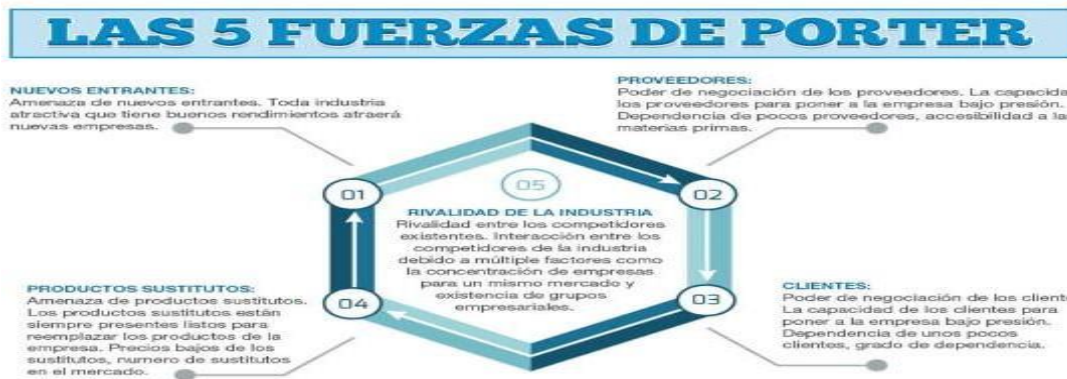 LAS 5 FUERZAS DE PORTER
NUEVOS ENTRANTES:
Amenaza de nuevos entrantes. Toda industria
atractiva que tiene buenos rendimientos atraerá
nuevas empresas.
PROVEEDORES:
Poder de negociación de los proveedores. La capacida
los proveedores para poner a la empresa bajo presión.
Dependencia de pocos proveedores, accesibilidad a la
materias primas.
01
02
05
RIVALIDAD DE LA INDUSTRIA
Rivalidad entre los competidores
existentes. Interacción entre los
competidores de la industria
debido a múltiple factores como
la concentración de empresas
para un mismo mercado y
existencia de grupos
empresariales.
04
03
PRODUCTOS SUSTITUTOS:
Amenaza de productos sustitutos.
Los productos sustitutos están
siempre presentes listos para
reemplazar los productos de la
empresa. Precios bajos de los
sustitutos, numero de sustitutos
en el mercado.
CLIENTES:
Poder de negociación de los cliente
La capacidad de los clientes para
poner a la empresa bajo presión.
Dependencia de unos pocos
clientes, grado de dependencia.